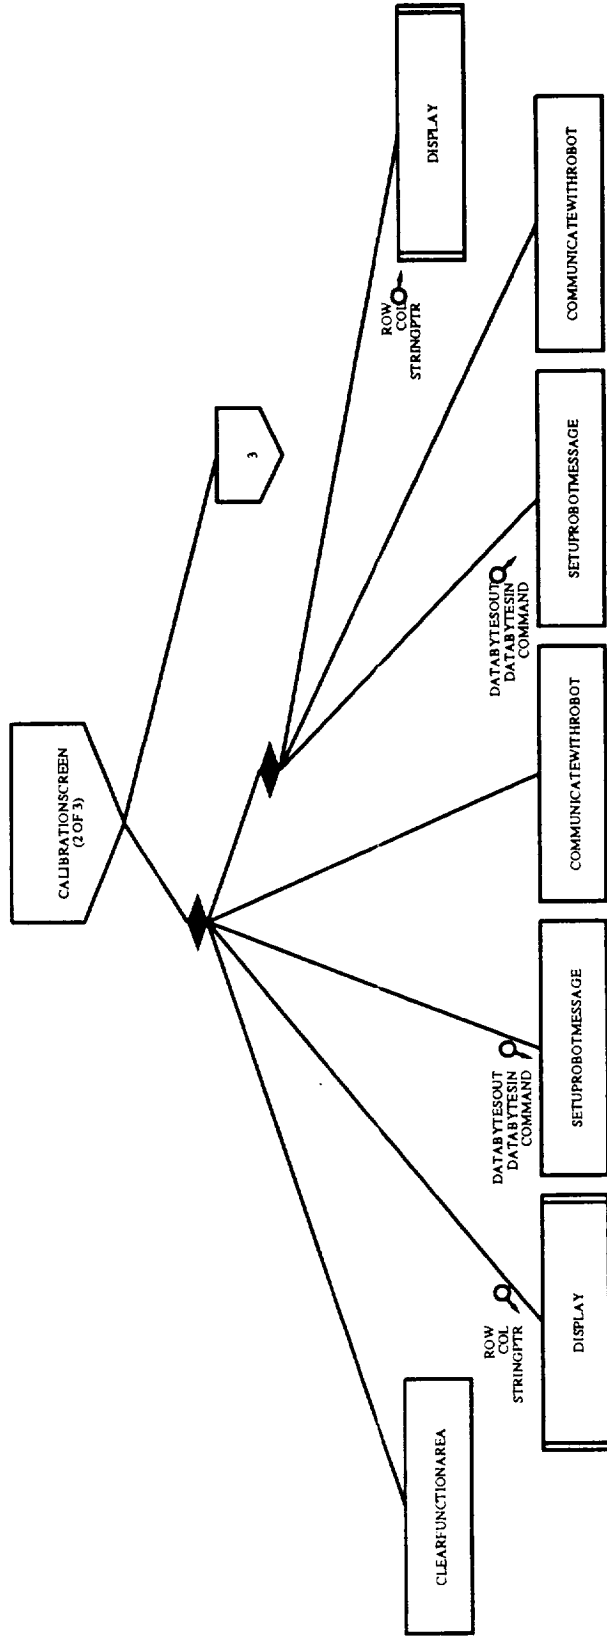 CALIBRATIONSCREEN
(2 OF 3)
3
CLEARFUNCTIONAREA
ROW
COL
STRINGPTR
DISPLAY
DATABYTESOUT
DATABYTESIN
COMMAND
SETUPROBOTMESSAGE
COMMUNICATEWITHROBOT
DATABYTESOUT
DATABYTESIN
COMMAND
SETUPROBOTMESSAGE
COMMUNICATEWITHROBOT
ROW
COL
STRINGPTR
DISPLAY